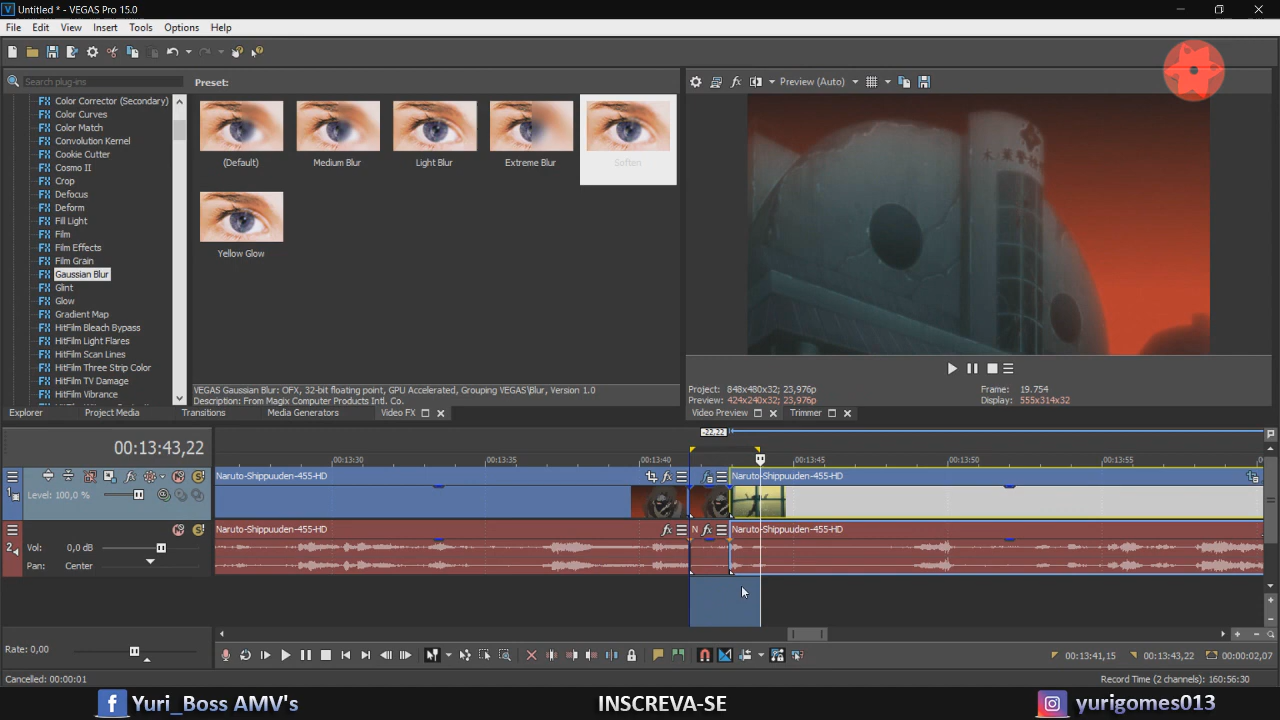 Untitled * - VEGAS Pro 15.0
File Edit View Insert Tools Options Help
Search plug-ins
Color Corrector (Secondary)
Color Curves
Color Match
Convolution Kernel
Cookie Cutter
Cosmo II
Crop
Defocus
Deform
Fill Light
Film
Film Effects
Film Grain
Gaussian Blur
Glint
Glow
Gradient Map
HitFilm Bleach Bypass
HitFilm Light Flares
HitFilm Scan Lines
HitFilm Three Strip Color
HitFilm TV Damage
HitFilm Vibrance
Preset:
(Default) Medium Blur Light Blur Extreme Blur Soften
Yellow Glow
VEGAS Gaussian Blur: OFX, 32-bit floating point, GPU Accelerated, Grouping VEGAS\Blur, Version 1.0
Description: From Magix Computer Products Intl. Co.
Explorer Project Media Transitions Media Generators Video FX
Preview (Auto)
Project: 848x480x32; 23,976p Frame: 19.754
Preview: 424x240x32; 23,976p Display: 555x314x32
Video Preview Trimmer
00:13:43,22
-22.22
00:13:30 00:13:35 00:13:40 00:13:45 00:13:50 00:13:55
1
Level: 100,0 %
Naruto-Shippuuden-455-HD Naruto-Shippuuden-455-HD
2
Vol: 0,0 dB
Pan: Center
Naruto-Shippuuden-455-HD N Naruto-Shippuuden-455-HD
Rate: 0,00
00:13:41,15 00:13:43,22 00:00:02,07
Cancelled: 00:00:01 Record Time (2 channels): 160:56:30
Yuri_Boss AMV's INSCREVA-SE yurigomes013